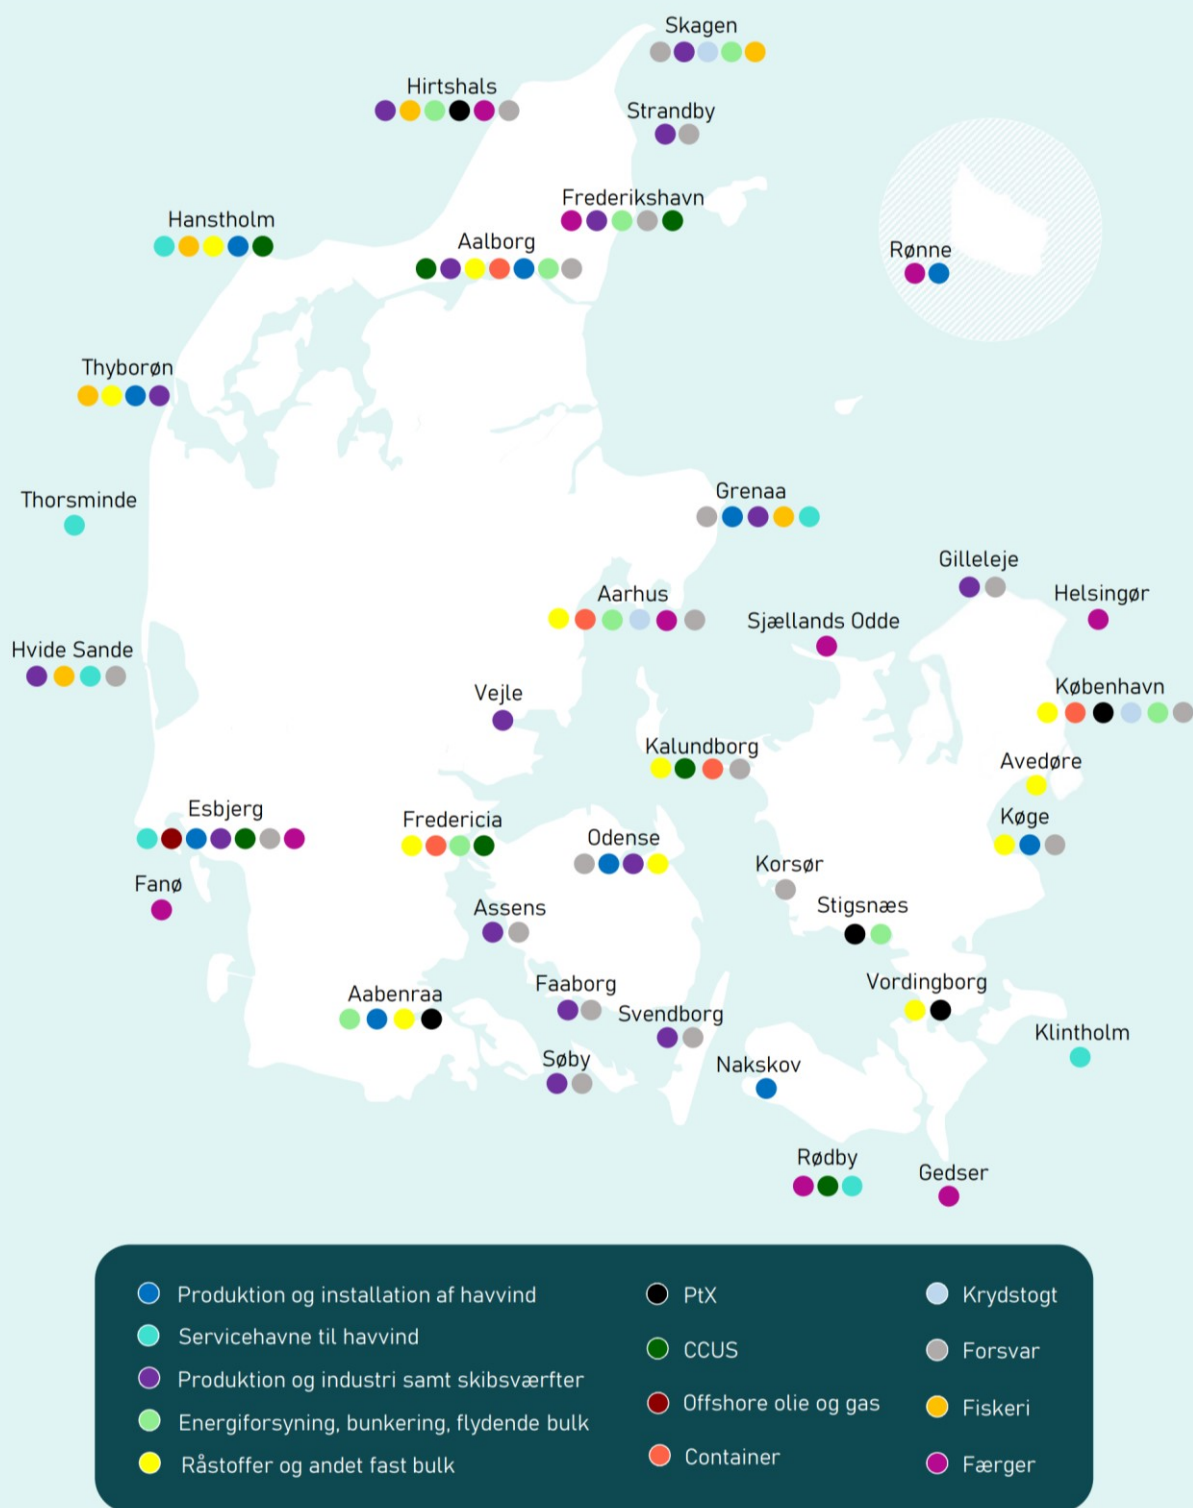 Skagen
Hirtshals
Strandby
Frederikshavn
Hanstholm
Aalborg
Rønne
Thyborøn
Thorsminde
Grenaa
Gilleleje
Aarhus
Helsingør
Sjællands Odde
Hvide Sande
København
Vejle
Kalundborg
Avedøre
Esbjerg
Fredericia
Køge
Odense
Korsør
Fanø
Stigsnæs
Assens
Faaborg
Vordingborg
Aabenraa
Svendborg
Klintholm
Søby
Nakskov
Rødby
Gedser
Produktion og installation af havvind
Servicehavne til havvind
Produktion og industri samt skibsværfter
Energiforsyning, bunkering, flydende bulk
Råstoffer og andet fast bulk
PtX
CCUS
Offshore olie og gas
Container
Krydstogt
Forsvar
Fiskeri
Færger